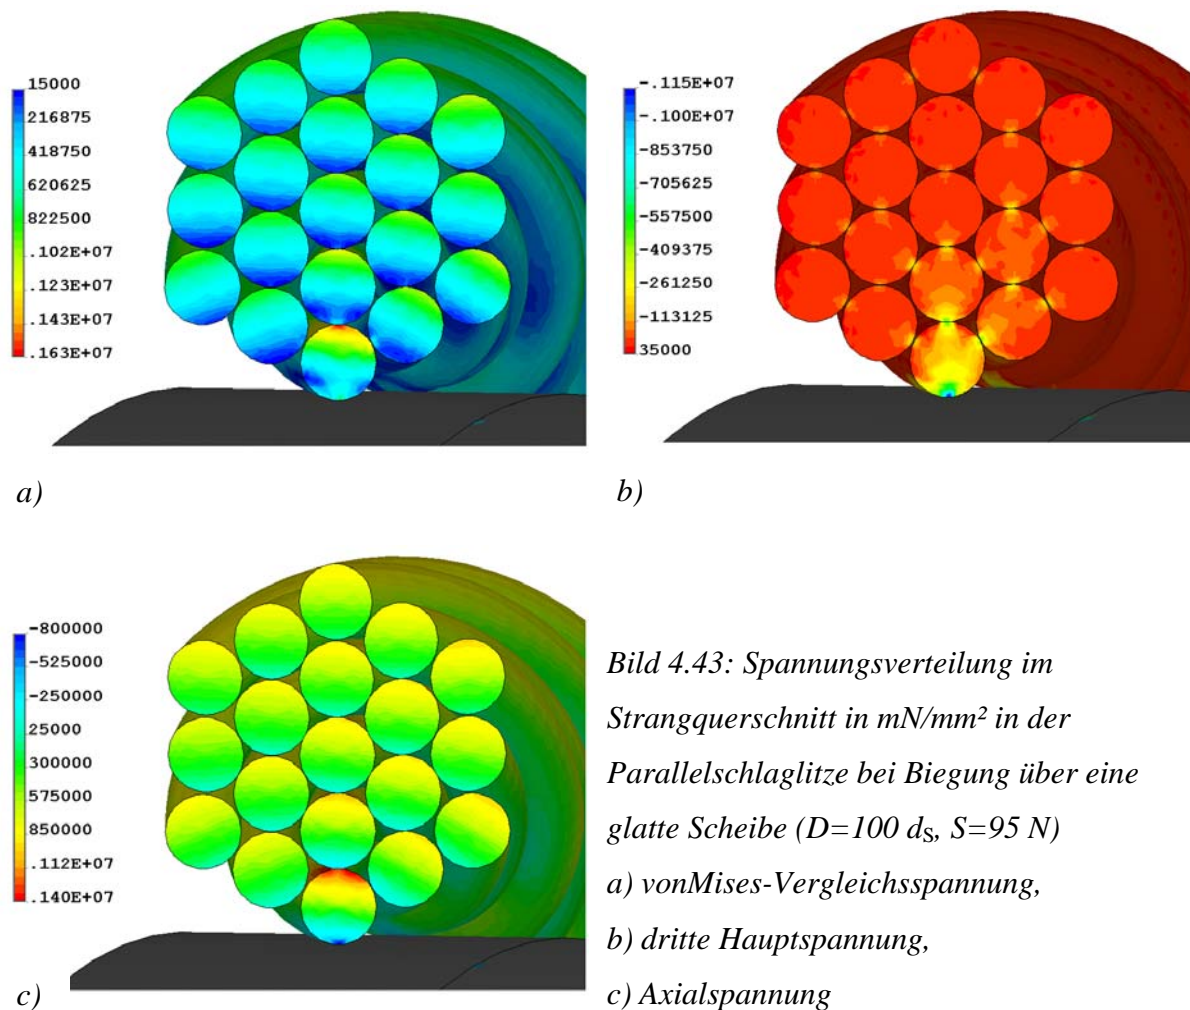 15000
216875
418750
620625
822500
.102E+07
.123E+07
.143E+07
.163E+07
a)
-.115E+07
-.100E+07
-853750
-705625
-557500
-409375
-261250
-113125
35000
b)
-800000
-525000
-250000
25000
300000
575000
850000
.112E+07
.140E+07
c)
Bild 4.43: Spannungsverteilung im
Strangquerschnitt in mN/mm² in der
Parallelschlaglitze bei Biegung über eine
glatte Scheibe (D=100 dS, S=95 N)
a) vonMises-Vergleichsspannung,
b) dritte Hauptspannung,
c) Axialspannung